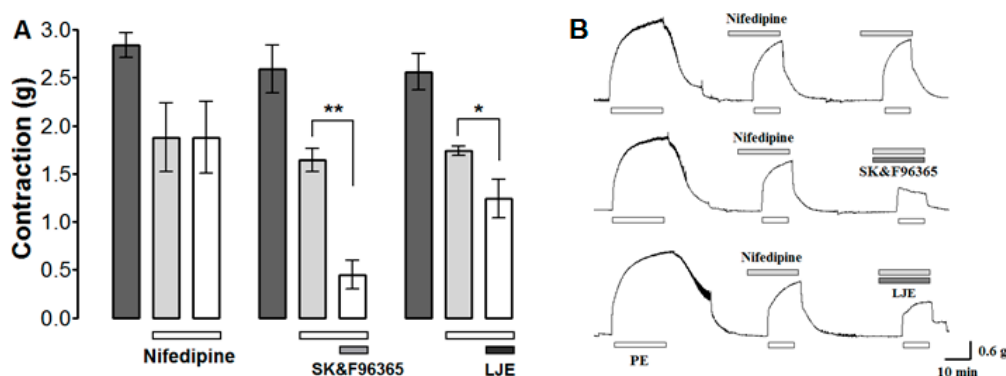 A
Contraction (g)
3.0
2.5
2.0
1.5
1.0
0.5
0.0
**
*
Nifedipine
SK&F96365
LJE
B
Nifedipine
Nifedipine
SK&F96365
Nifedipine
LJE
PE
0.6 g
10 min